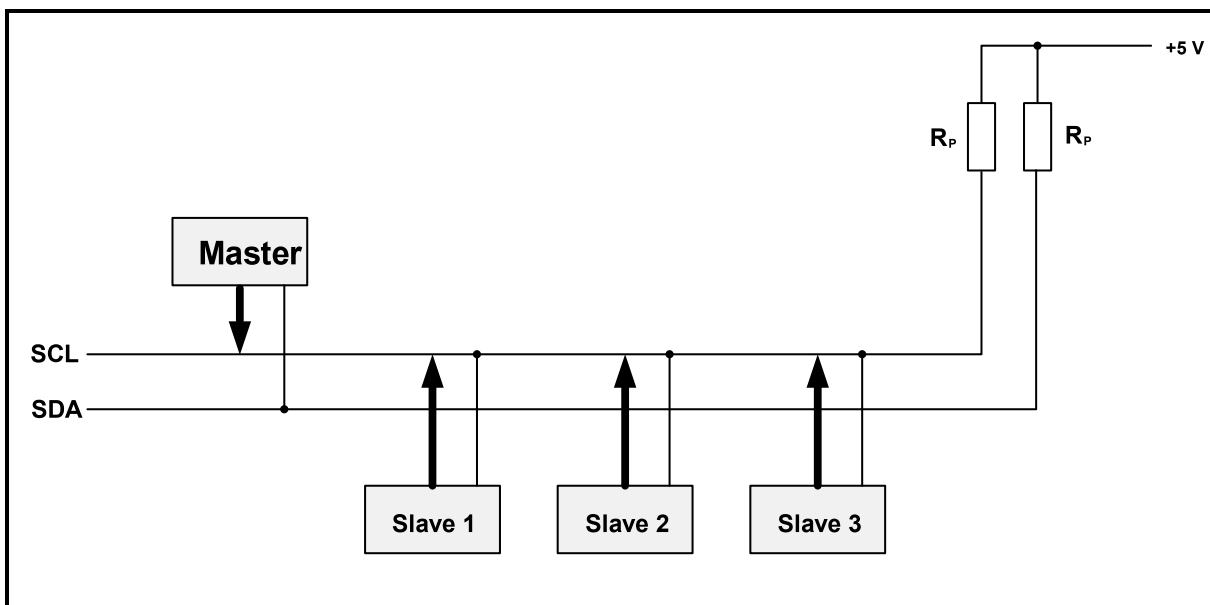 +5 V
RP
RP
Master
SCL
SDA
Slave 1
Slave 2
Slave 3